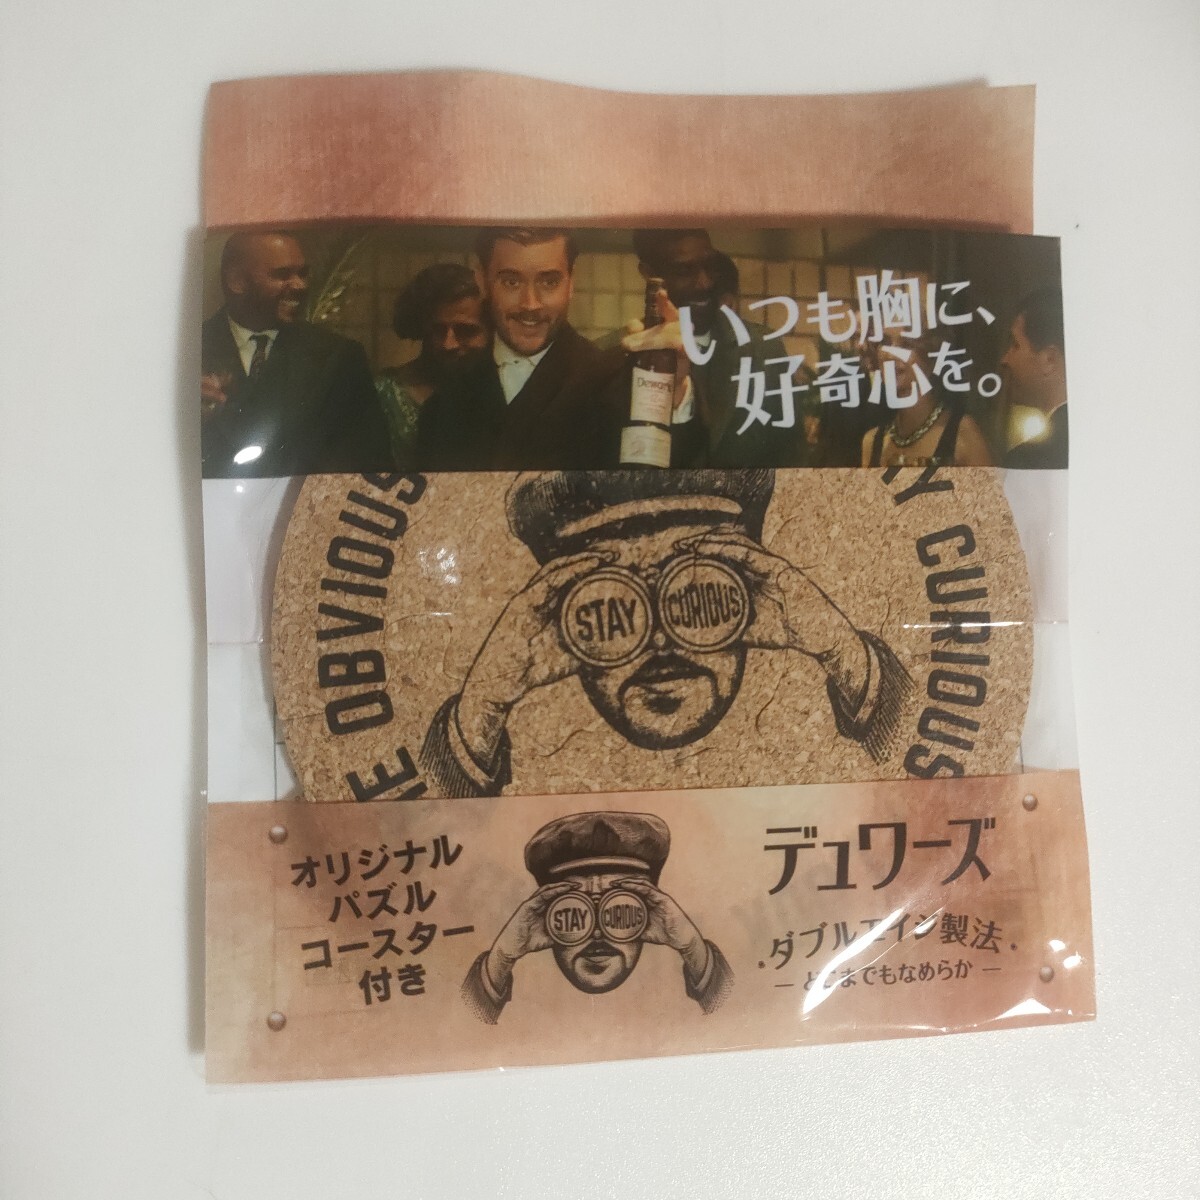 いつも胸に、
好奇心を。
Dewar's
OBVIOUS
CURIOUS
STAY CURIOUS
オリジナル
パズル
コースター
付き
STAY CURIOUS
デュワーズ
ダブルエイジ製法
— どこまでもなめらか —